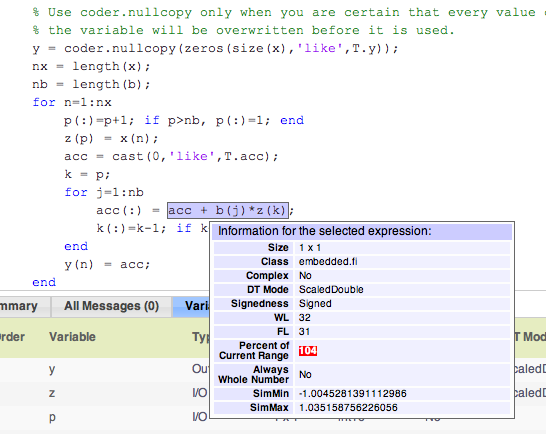 % Use coder.nullcopy only when you are certain that every value
% the variable will be overwritten before it is used.
y = coder.nullcopy(zeros(size(x),'like',T.y));
nx = length(x);
nb = length(b);
for n=1:nx
p(:)=p+1; if p>nb, p(:)=1; end
z(p) = x(n);
acc = cast(0,'like',T.acc);
k = p;
for j=1:nb
acc(:) = acc + b(j)*z(k);
k(:)=k-1; if k
end
y(n) = acc;
end
Information for the selected expression:
Size 1 x 1
Class embedded.fi
Complex No
DT Mode ScaledDouble
Signedness Signed
WL 32
FL 31
Percent of
Current Range 104
Always
Whole Number No
SimMin -1.0045281391112986
SimMax 1.035158756226056
mmary All Messages (0) Vari
rder Variable Typ T Mod
y Ou caledD
z I/O caledD
p I/O